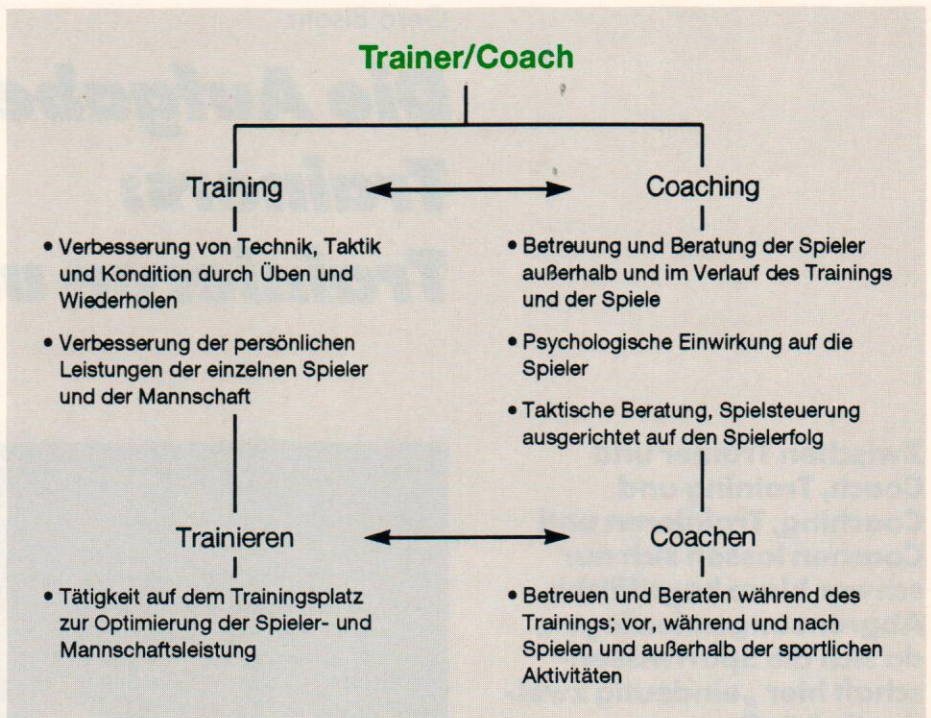 Trainer/Coach
Training
Coaching
• Verbesserung von Technik, Taktik
und Kondition durch Üben und
Wiederholen
• Verbesserung der persönlichen
Leistungen der einzelnen Spieler
und der Mannschaft
• Betreuung und Beratung der Spieler
außerhalb und im Verlauf des Trainings
und der Spiele
• Psychologische Einwirkung auf die
Spieler
• Taktische Beratung, Spielsteuerung
ausgerichtet auf den Spielerfolg
Trainieren
Coachen
• Tätigkeit auf dem Trainingsplatz
zur Optimierung der Spieler- und
Mannschaftsleistung
• Betreuen und Beraten während des
Trainings; vor, während und nach
Spielen und außerhalb der sportlichen
Aktivitäten